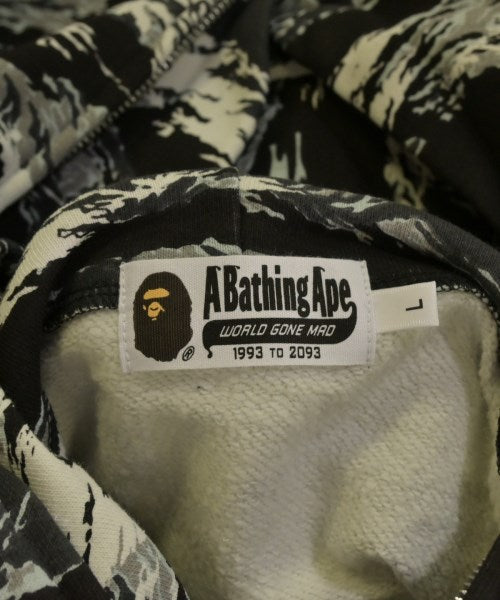 A Bathing Ape
WORLD GONE MAD
1993 TO 2093
®
L